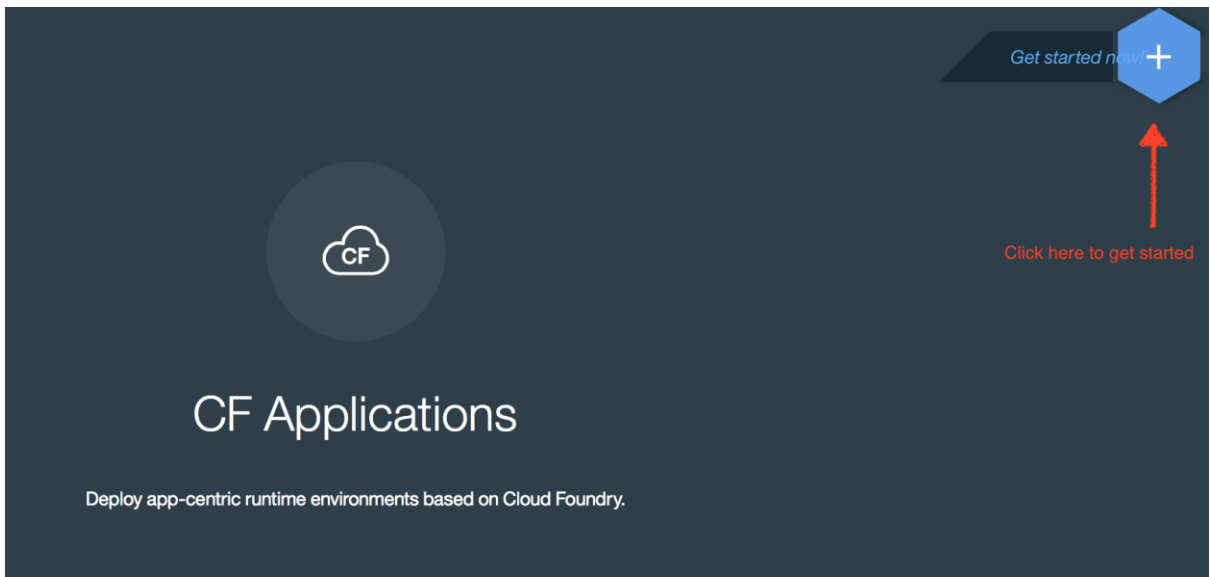 Get started now!
Click here to get started
CF
CF Applications
Deploy app-centric runtime environments based on Cloud Foundry.